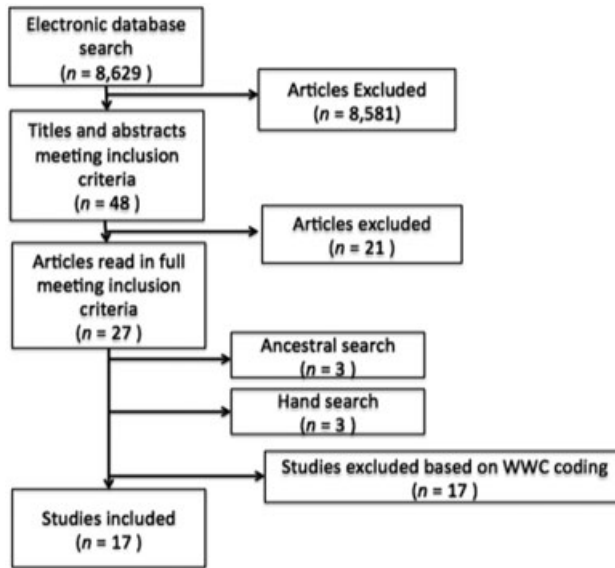 Electronic database
search
(n = 8,629 )
Articles Excluded
(n = 8,581)
Titles and abstracts
meeting inclusion
criteria
(n = 48 )
Articles excluded
(n = 21 )
Articles read in full
meeting inclusion
criteria
(n = 27 )
Ancestral search
(n = 3 )
Hand search
(n = 3 )
Studies excluded based on WWC coding
(n = 17 )
Studies included
(n = 17 )